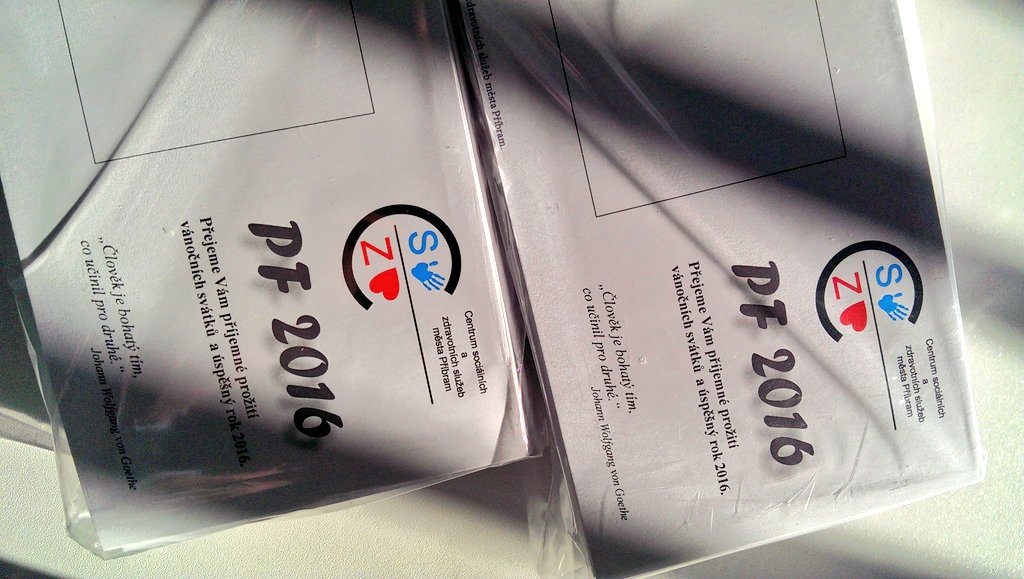 S
Z
Centrum sociálních
a
zdravotních služeb
města Příbram
PF 2016
Přejeme Vám příjemné prožití
vánočních svátků a úspěšný rok 2016.
„Člověk je bohatý tím,
co učinil pro druhé.“
Johann Wolfgang von Goethe
zdravotních služeb města Příbram.
S
Z
Centrum sociálních
a
zdravotních služeb
města Příbram
PF 2016
Přejeme Vám příjemné prožití
vánočních svátků a úspěšný rok 2016.
„Člověk je bohatý tím,
co učinil pro druhé.“
Johann Wolfgang von Goethe